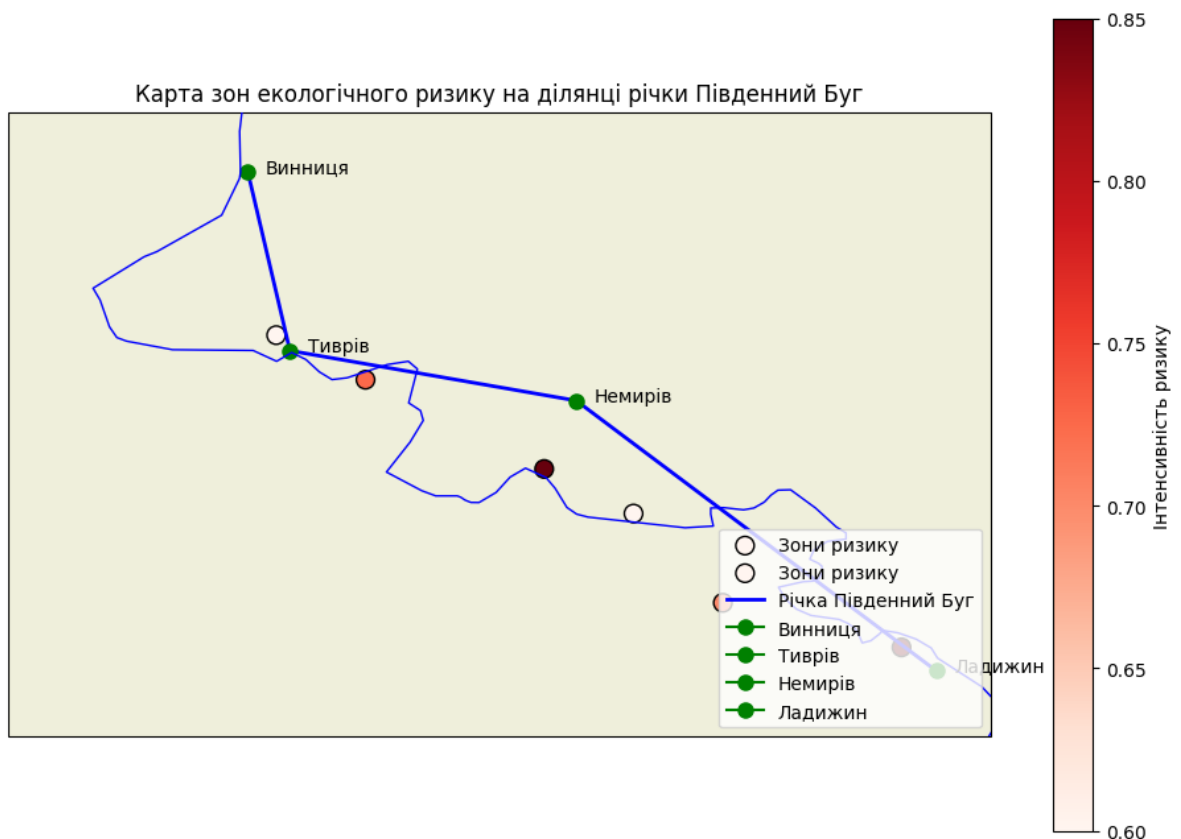 Карта зон екологічного ризику на ділянці річки Південний Буг
Винниця
Тиврів
Немирів
Ладижин
Зони ризику
Зони ризику
Річка Південний Буг
Винниця
Тиврів
Немирів
Ладижин
0.85
0.80
0.75
0.70
0.65
0.60
Інтенсивність ризику